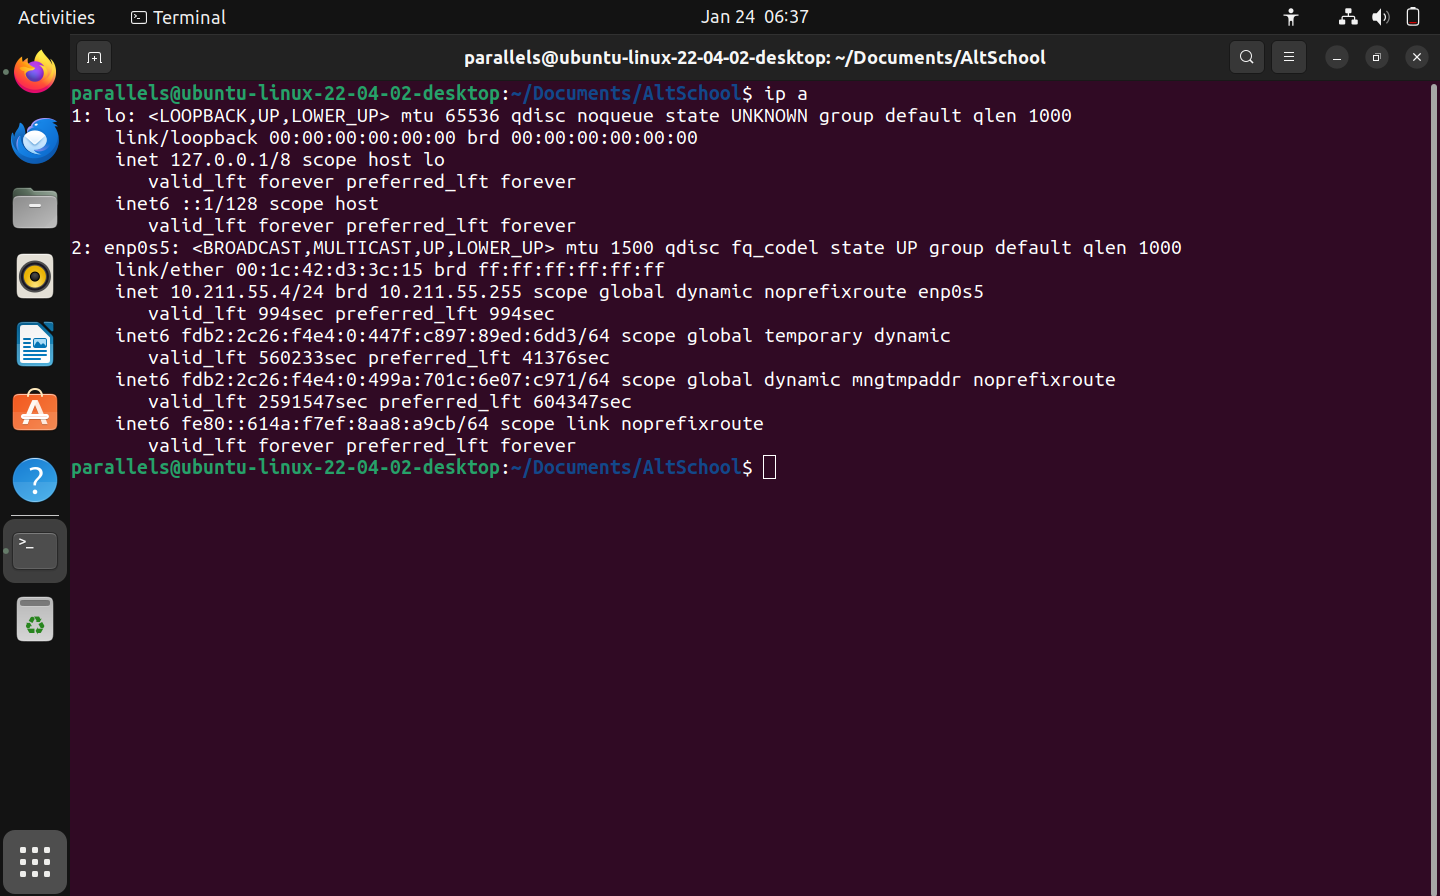 Activities Terminal Jan 24 06:37
parallels@ubuntu-linux-22-04-02-desktop: ~/Documents/AltSchool
parallels@ubuntu-linux-22-04-02-desktop:~/Documents/AltSchool$ ip a
1: lo: <LOOPBACK,UP,LOWER_UP> mtu 65536 qdisc noqueue state UNKNOWN group default qlen 1000
    link/loopback 00:00:00:00:00:00 brd 00:00:00:00:00:00
    inet 127.0.0.1/8 scope host lo
       valid_lft forever preferred_lft forever
    inet6 ::1/128 scope host
       valid_lft forever preferred_lft forever
2: enp0s5: <BROADCAST,MULTICAST,UP,LOWER_UP> mtu 1500 qdisc fq_codel state UP group default qlen 1000
    link/ether 00:1c:42:d3:3c:15 brd ff:ff:ff:ff:ff:ff
    inet 10.211.55.4/24 brd 10.211.55.255 scope global dynamic noprefixroute enp0s5
       valid_lft 994sec preferred_lft 994sec
    inet6 fdb2:2c26:f4e4:0:447f:c897:89ed:6dd3/64 scope global temporary dynamic
       valid_lft 560233sec preferred_lft 41376sec
    inet6 fdb2:2c26:f4e4:0:499a:701c:6e07:c971/64 scope global dynamic mngtmpaddr noprefixroute
       valid_lft 2591547sec preferred_lft 604347sec
    inet6 fe80::614a:f7ef:8aa8:a9cb/64 scope link noprefixroute
       valid_lft forever preferred_lft forever
parallels@ubuntu-linux-22-04-02-desktop:~/Documents/AltSchool$